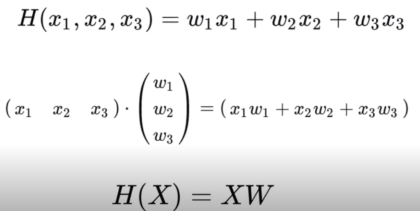 H(x₁, x₂, x₃) = w₁x₁ + w₂x₂ + w₃x₃
(x₁ x₂ x₃) · (w₁ w₂ w₃) = (x₁w₁ + x₂w₂ + x₃w₃)
H(X) = XW